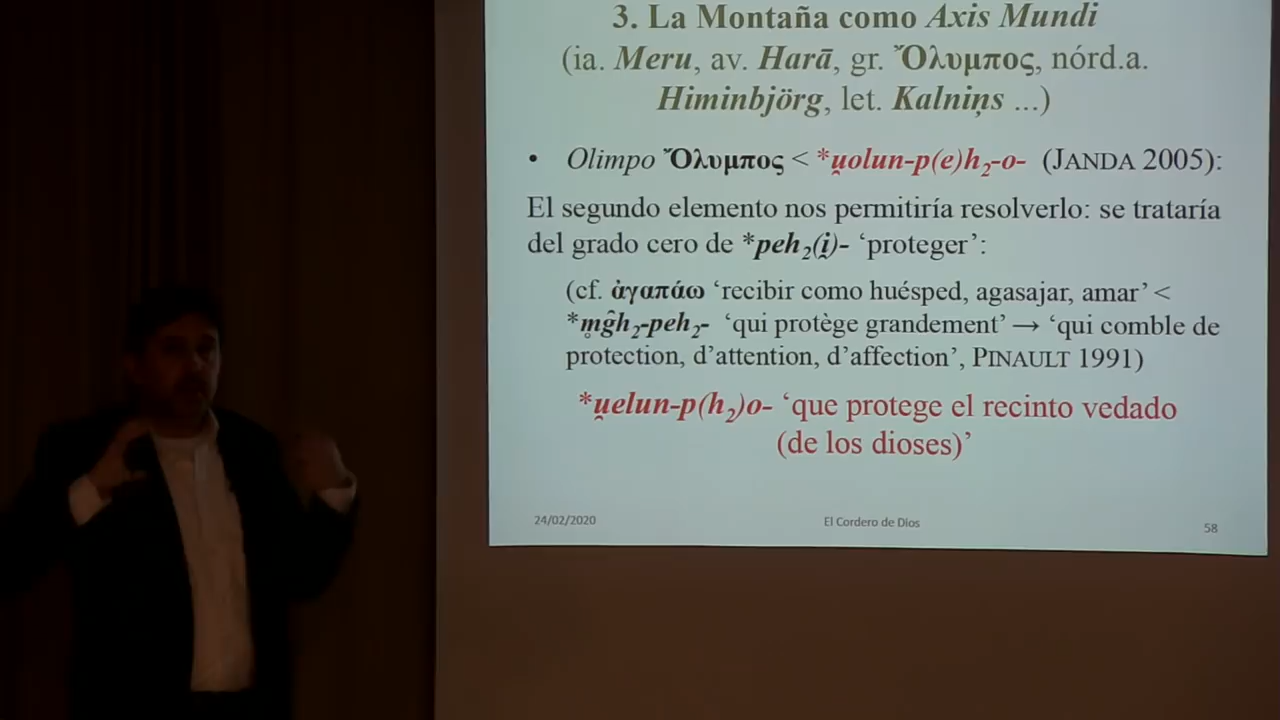 3. La Montaña como Axis Mundi
(ia. Meru, av. Harā, gr. Ὄλυμπος, nórd.a.
Himinbjörg, let. Kalniņs ...)
• Olimpo Ὄλυμπος < *u̯olun-p(e)h₂-o- (JANDA 2005):
El segundo elemento nos permitiría resolverlo: se trataría
del grado cero de *peh₂(i̯)- ‘proteger’:
(cf. ἀγαπάω ‘recibir como huésped, agasajar, amar’ <
*m̥ĝh₂-peh₂- ‘qui protège grandement’ → ‘qui comble de
protection, d’attention, d’affection’, PINAULT 1991)
*u̯elun-p(h₂)o- ‘que protege el recinto vedado
(de los dioses)’
24/02/2020 El Cordero de Dios 58